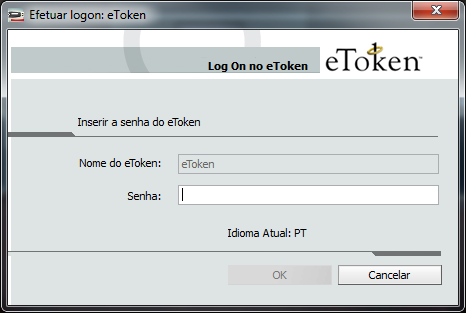 Efetuar logon: eToken
Log On no eToken
eToken™
Inserir a senha do eToken
Nome do eToken: eToken
Senha:
Idioma Atual: PT
OK Cancelar